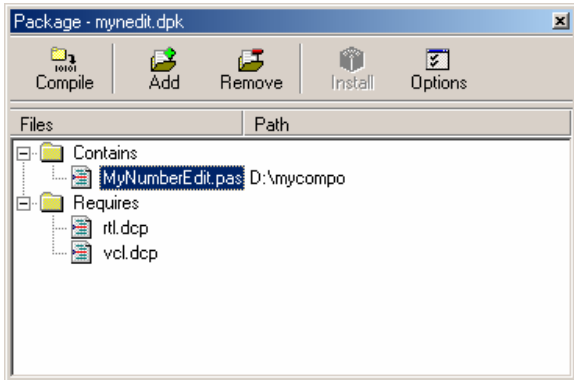 Package - mynedit.dpk
Compile Add Remove Install Options
Files Path
Contains
MyNumberEdit.pas D:\mycompo
Requires
rtl.dcp
vcl.dcp